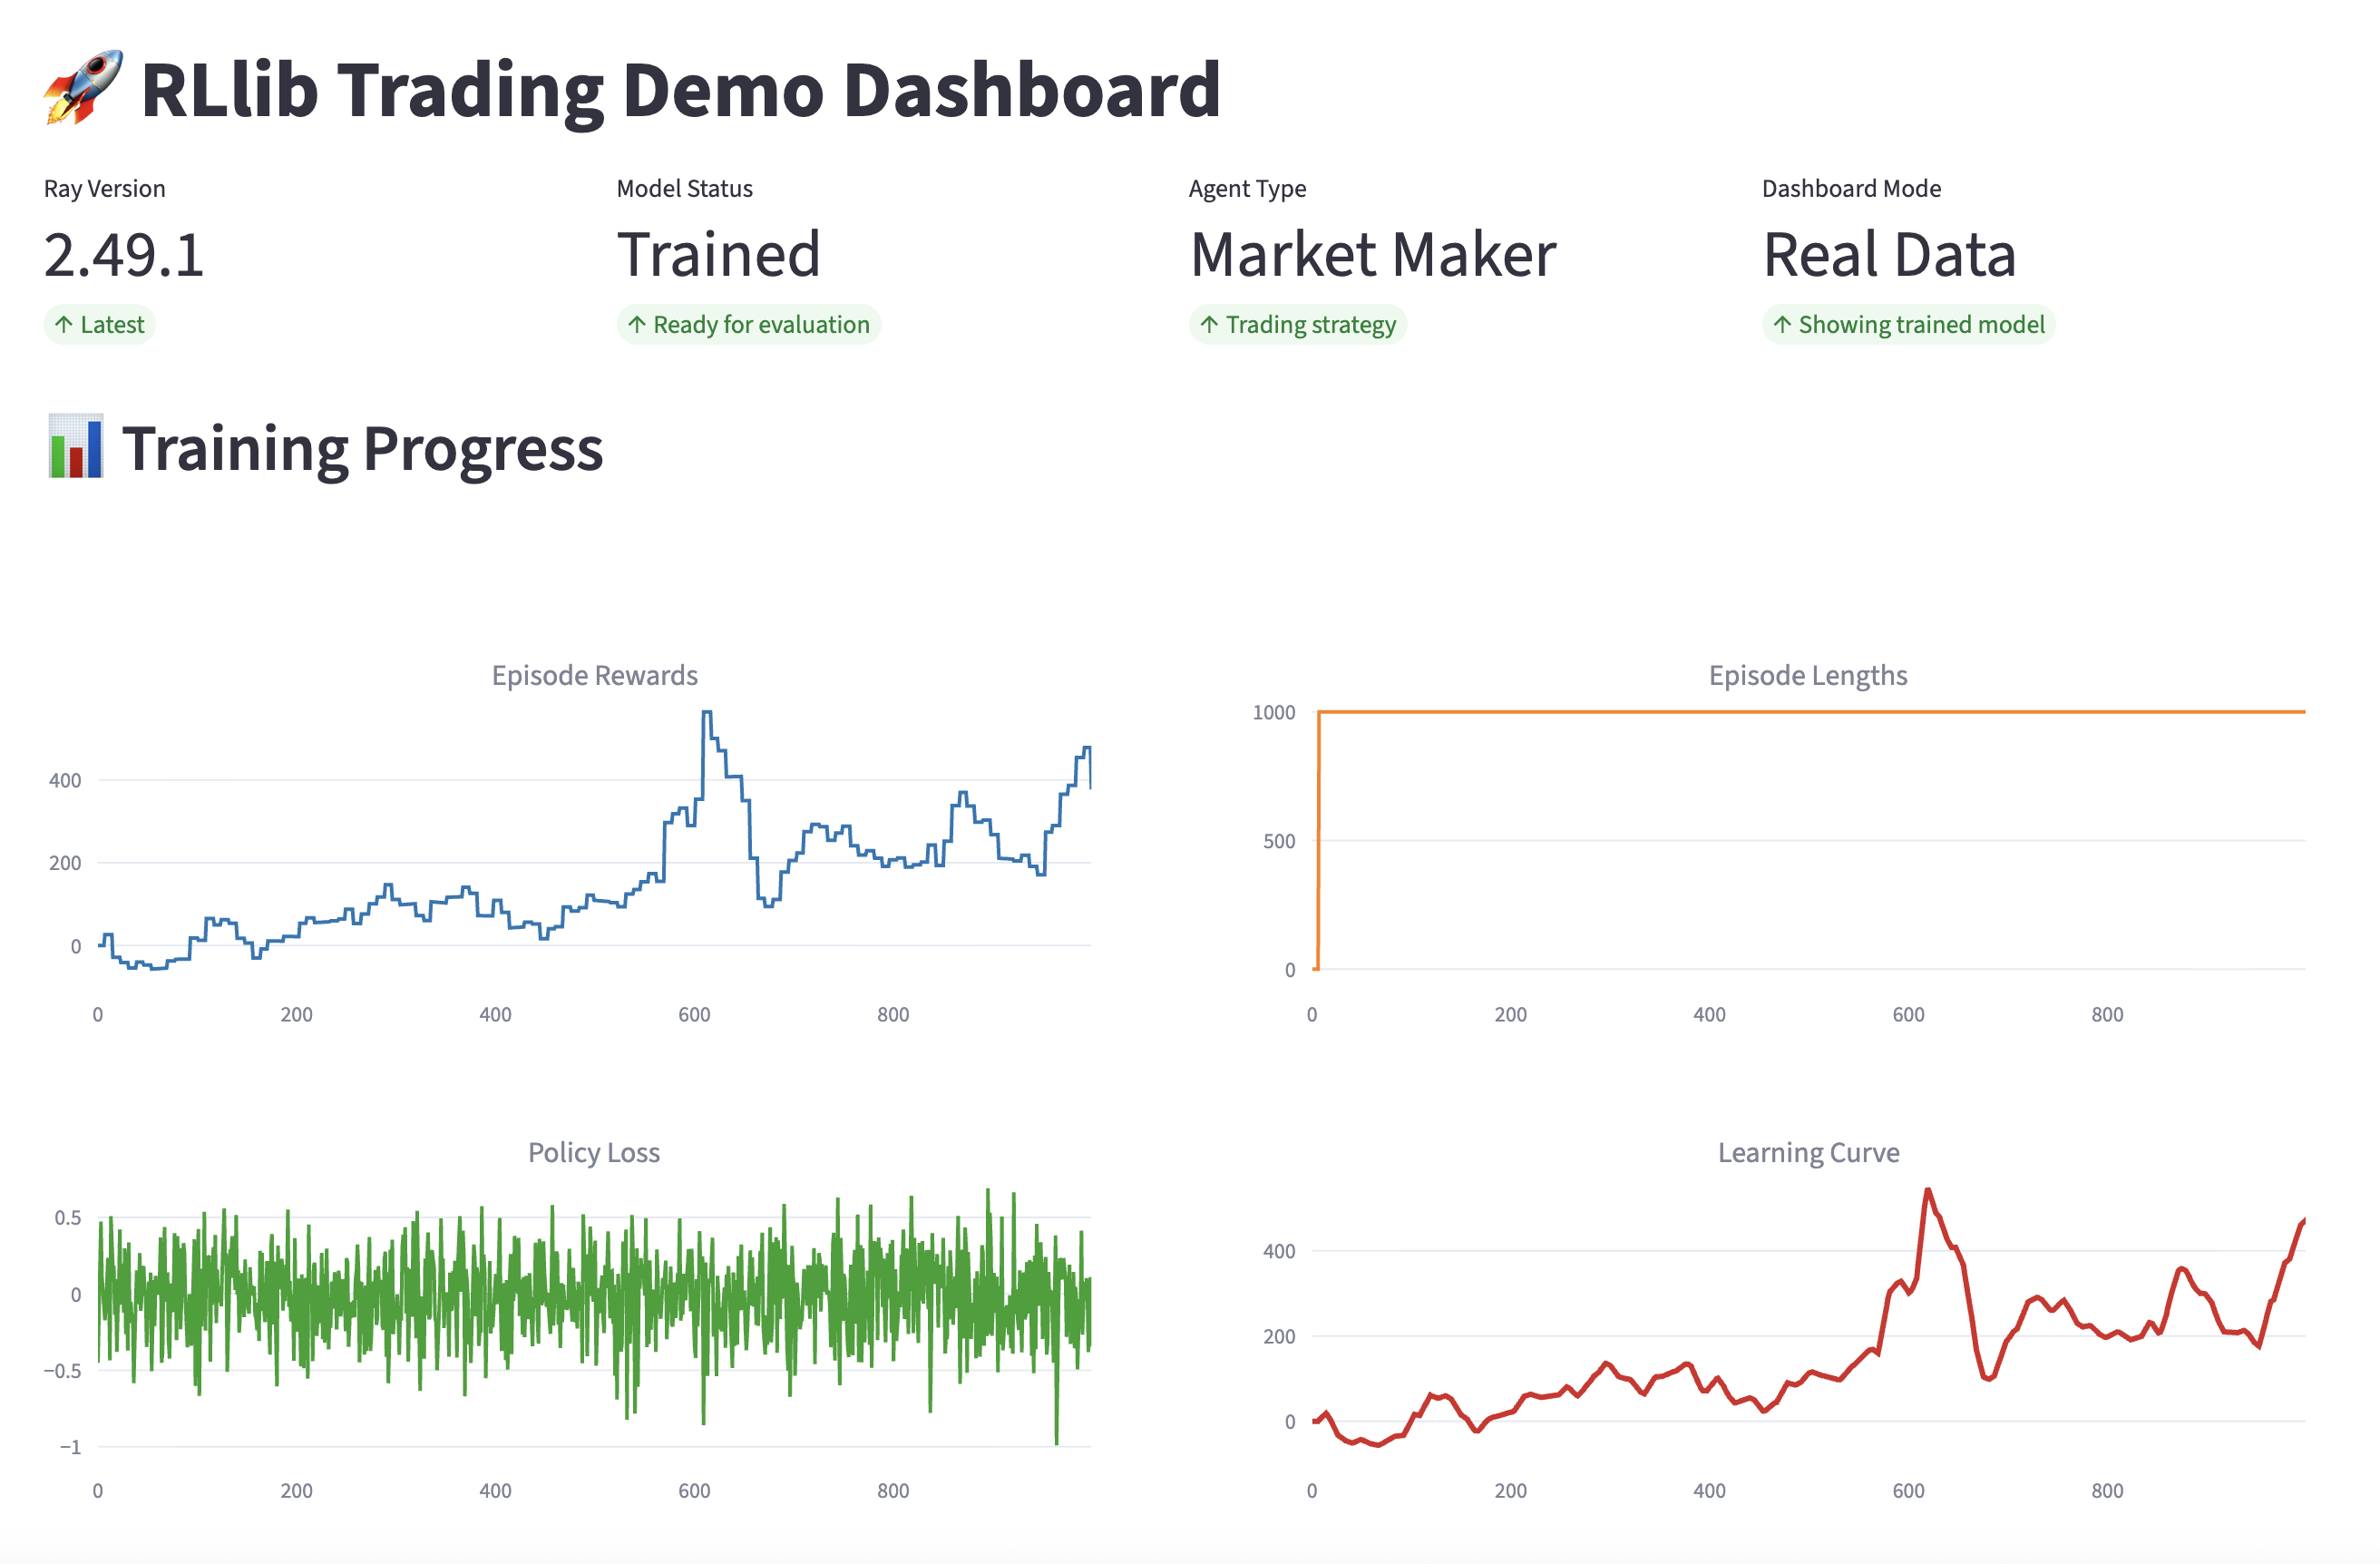 🚀 RLlib Trading Demo Dashboard
Ray Version
2.49.1
↑ Latest
Model Status
Trained
↑ Ready for evaluation
Agent Type
Market Maker
↑ Trading strategy
Dashboard Mode
Real Data
↑ Showing trained model
📊 Training Progress
Episode Rewards
400
200
0
0 200 400 600 800
Episode Lengths
1000
500
0
0 200 400 600 800
Policy Loss
0.5
0
−0.5
−1
0 200 400 600 800
Learning Curve
400
200
0
0 200 400 600 800